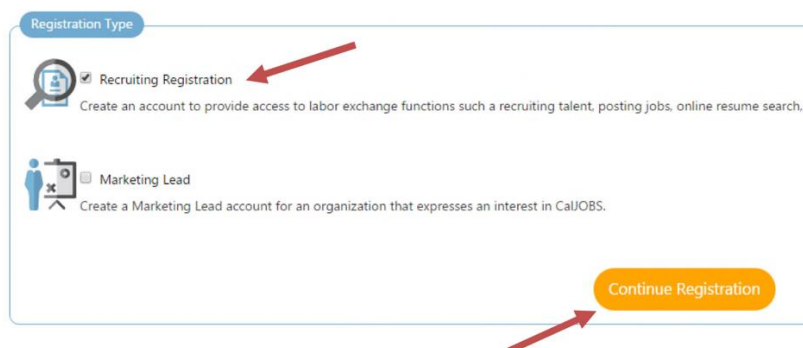 Registration Type
Recruiting Registration
Create an account to provide access to labor exchange functions such a recruiting talent, posting jobs, online resume search,
Marketing Lead
Create a Marketing Lead account for an organization that expresses an interest in CalJOBS.
Continue Registration